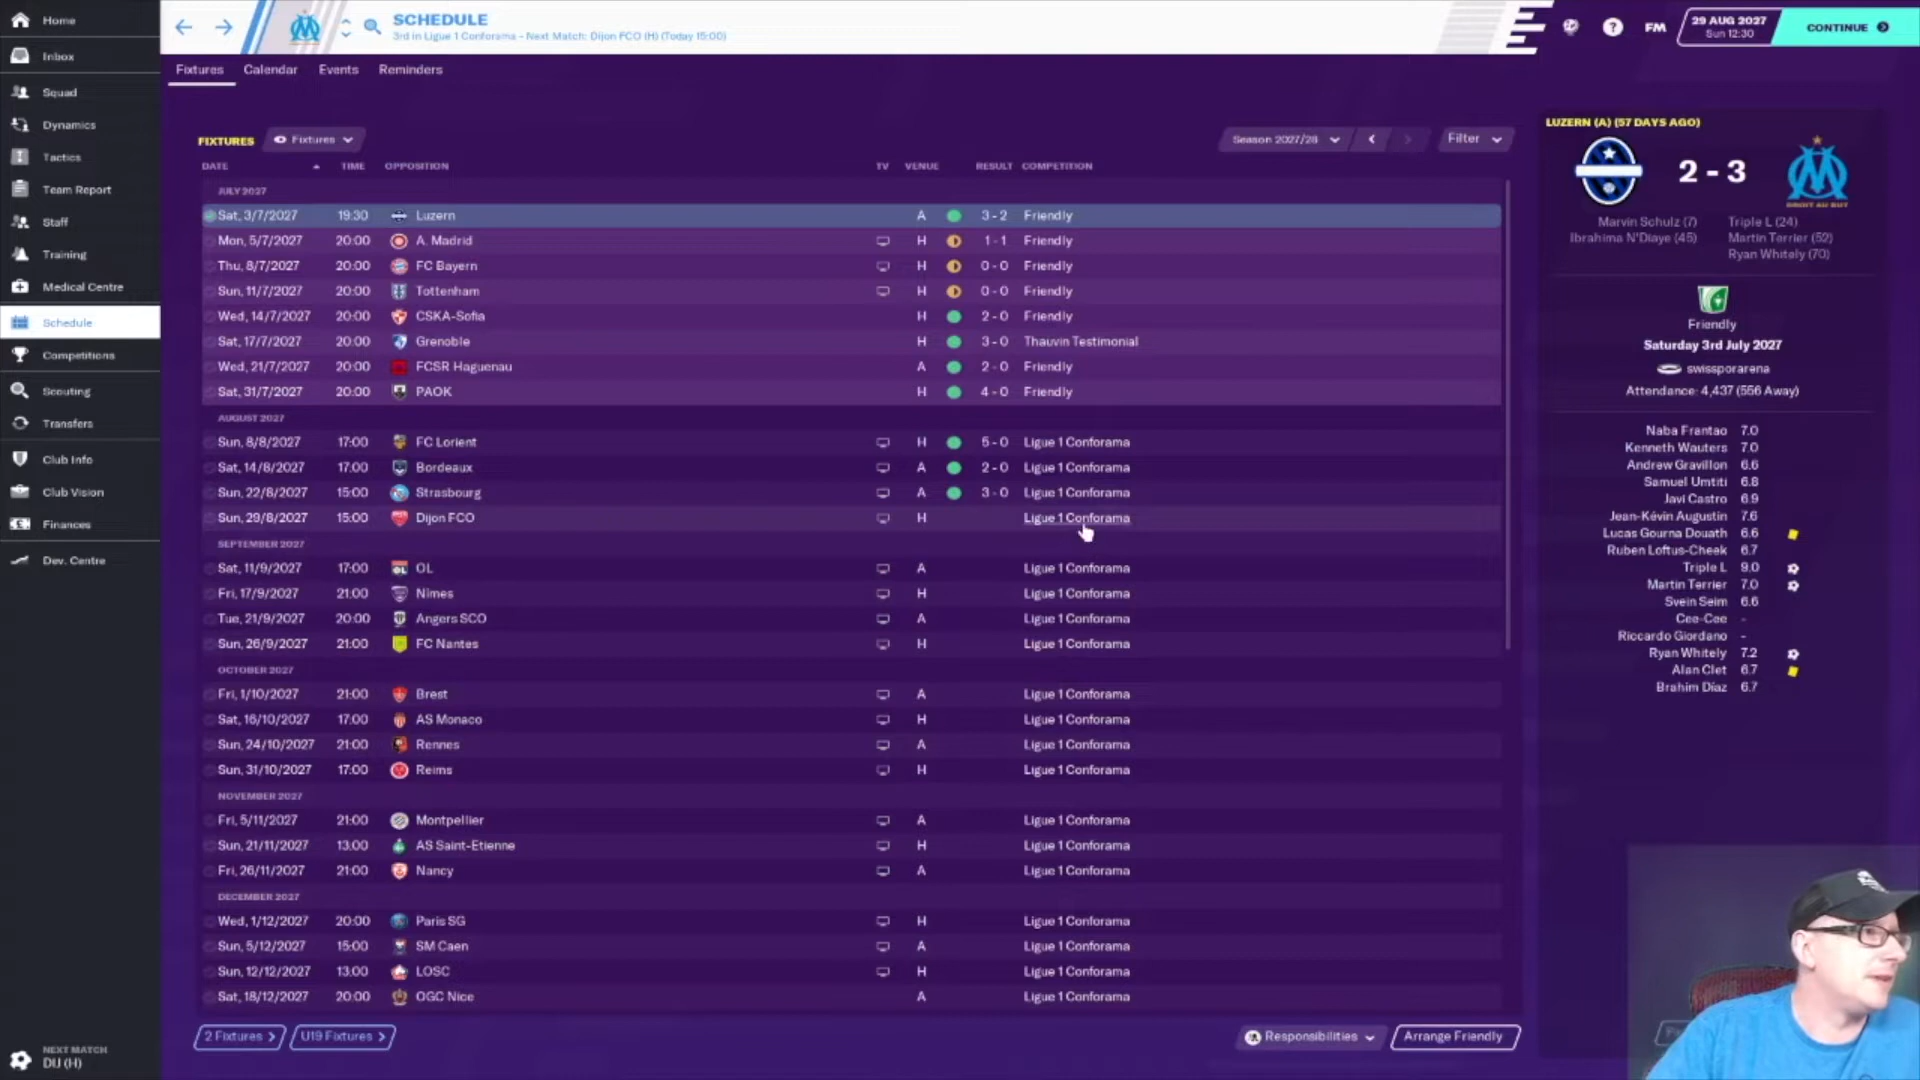 Home
Inbox
Squad
Dynamics
Tactics
Team Report
Staff
Training
Medical Centre
Schedule
Competitions
Scouting
Transfers
Club Info
Club Vision
Finances
Dev. Centre
NEXT MATCH
DIJ (H)
SCHEDULE
3rd in Ligue 1 Conforama - Next Match: Dijon FCO (H) (Today 15:00)
FM
29 AUG 2027
Sun 12:30
CONTINUE
Fixtures Calendar Events Reminders
FIXTURES Fixtures Season 2027/28 Filter
DATE TIME OPPOSITION TV VENUE RESULT COMPETITION
JULY 2027
Sat, 3/7/2027 19:30 Luzern A 3 - 2 Friendly
Mon, 5/7/2027 20:00 A. Madrid H 1 - 1 Friendly
Thu, 8/7/2027 20:00 FC Bayern H 0 - 0 Friendly
Sun, 11/7/2027 20:00 Tottenham H 0 - 0 Friendly
Wed, 14/7/2027 20:00 CSKA-Sofia H 2 - 0 Friendly
Sat, 17/7/2027 20:00 Grenoble H 3 - 0 Thauvin Testimonial
Wed, 21/7/2027 20:00 FCSR Haguenau A 2 - 0 Friendly
Sat, 31/7/2027 20:00 PAOK H 4 - 0 Friendly
AUGUST 2027
Sun, 8/8/2027 17:00 FC Lorient H 5 - 0 Ligue 1 Conforama
Sat, 14/8/2027 17:00 Bordeaux A 2 - 0 Ligue 1 Conforama
Sun, 22/8/2027 15:00 Strasbourg A 3 - 0 Ligue 1 Conforama
Sun, 29/8/2027 15:00 Dijon FCO H Ligue 1 Conforama
SEPTEMBER 2027
Sat, 11/9/2027 17:00 OL A Ligue 1 Conforama
Fri, 17/9/2027 21:00 Nîmes H Ligue 1 Conforama
Tue, 21/9/2027 20:00 Angers SCO A Ligue 1 Conforama
Sun, 26/9/2027 21:00 FC Nantes H Ligue 1 Conforama
OCTOBER 2027
Fri, 1/10/2027 21:00 Brest A Ligue 1 Conforama
Sat, 16/10/2027 17:00 AS Monaco H Ligue 1 Conforama
Sun, 24/10/2027 21:00 Rennes A Ligue 1 Conforama
Sun, 31/10/2027 17:00 Reims H Ligue 1 Conforama
NOVEMBER 2027
Fri, 5/11/2027 21:00 Montpellier A Ligue 1 Conforama
Sun, 21/11/2027 13:00 AS Saint-Etienne H Ligue 1 Conforama
Fri, 26/11/2027 21:00 Nancy A Ligue 1 Conforama
DECEMBER 2027
Wed, 1/12/2027 20:00 Paris SG H Ligue 1 Conforama
Sun, 5/12/2027 15:00 SM Caen A Ligue 1 Conforama
Sun, 12/12/2027 13:00 LOSC H Ligue 1 Conforama
Sat, 18/12/2027 20:00 OGC Nice A Ligue 1 Conforama
2 Fixtures U19 Fixtures Responsibilities Arrange Friendly
LUZERN (A) (57 DAYS AGO)
2 - 3
DROIT AU BUT
Marvin Schulz (7) Triple L (24)
Ibrahima N'Diaye (45) Martin Terrier (52)
Ryan Whitely (70)
Friendly
Saturday 3rd July 2027
swissporarena
Attendance: 4,437 (556 Away)
Naba Frantao 7.0
Kenneth Wauters 7.0
Andrew Gravillon 6.6
Samuel Umtiti 6.8
Javi Castro 6.9
Jean-Kévin Augustin 7.6
Lucas Gourna Douath 6.6
Ruben Loftus-Cheek 6.7
Triple L 9.0
Martin Terrier 7.0
Svein Seim 6.6
Cee-Cee -
Riccardo Giordano -
Ryan Whitely 7.2
Alan Clet 6.7
Brahim Díaz 6.7